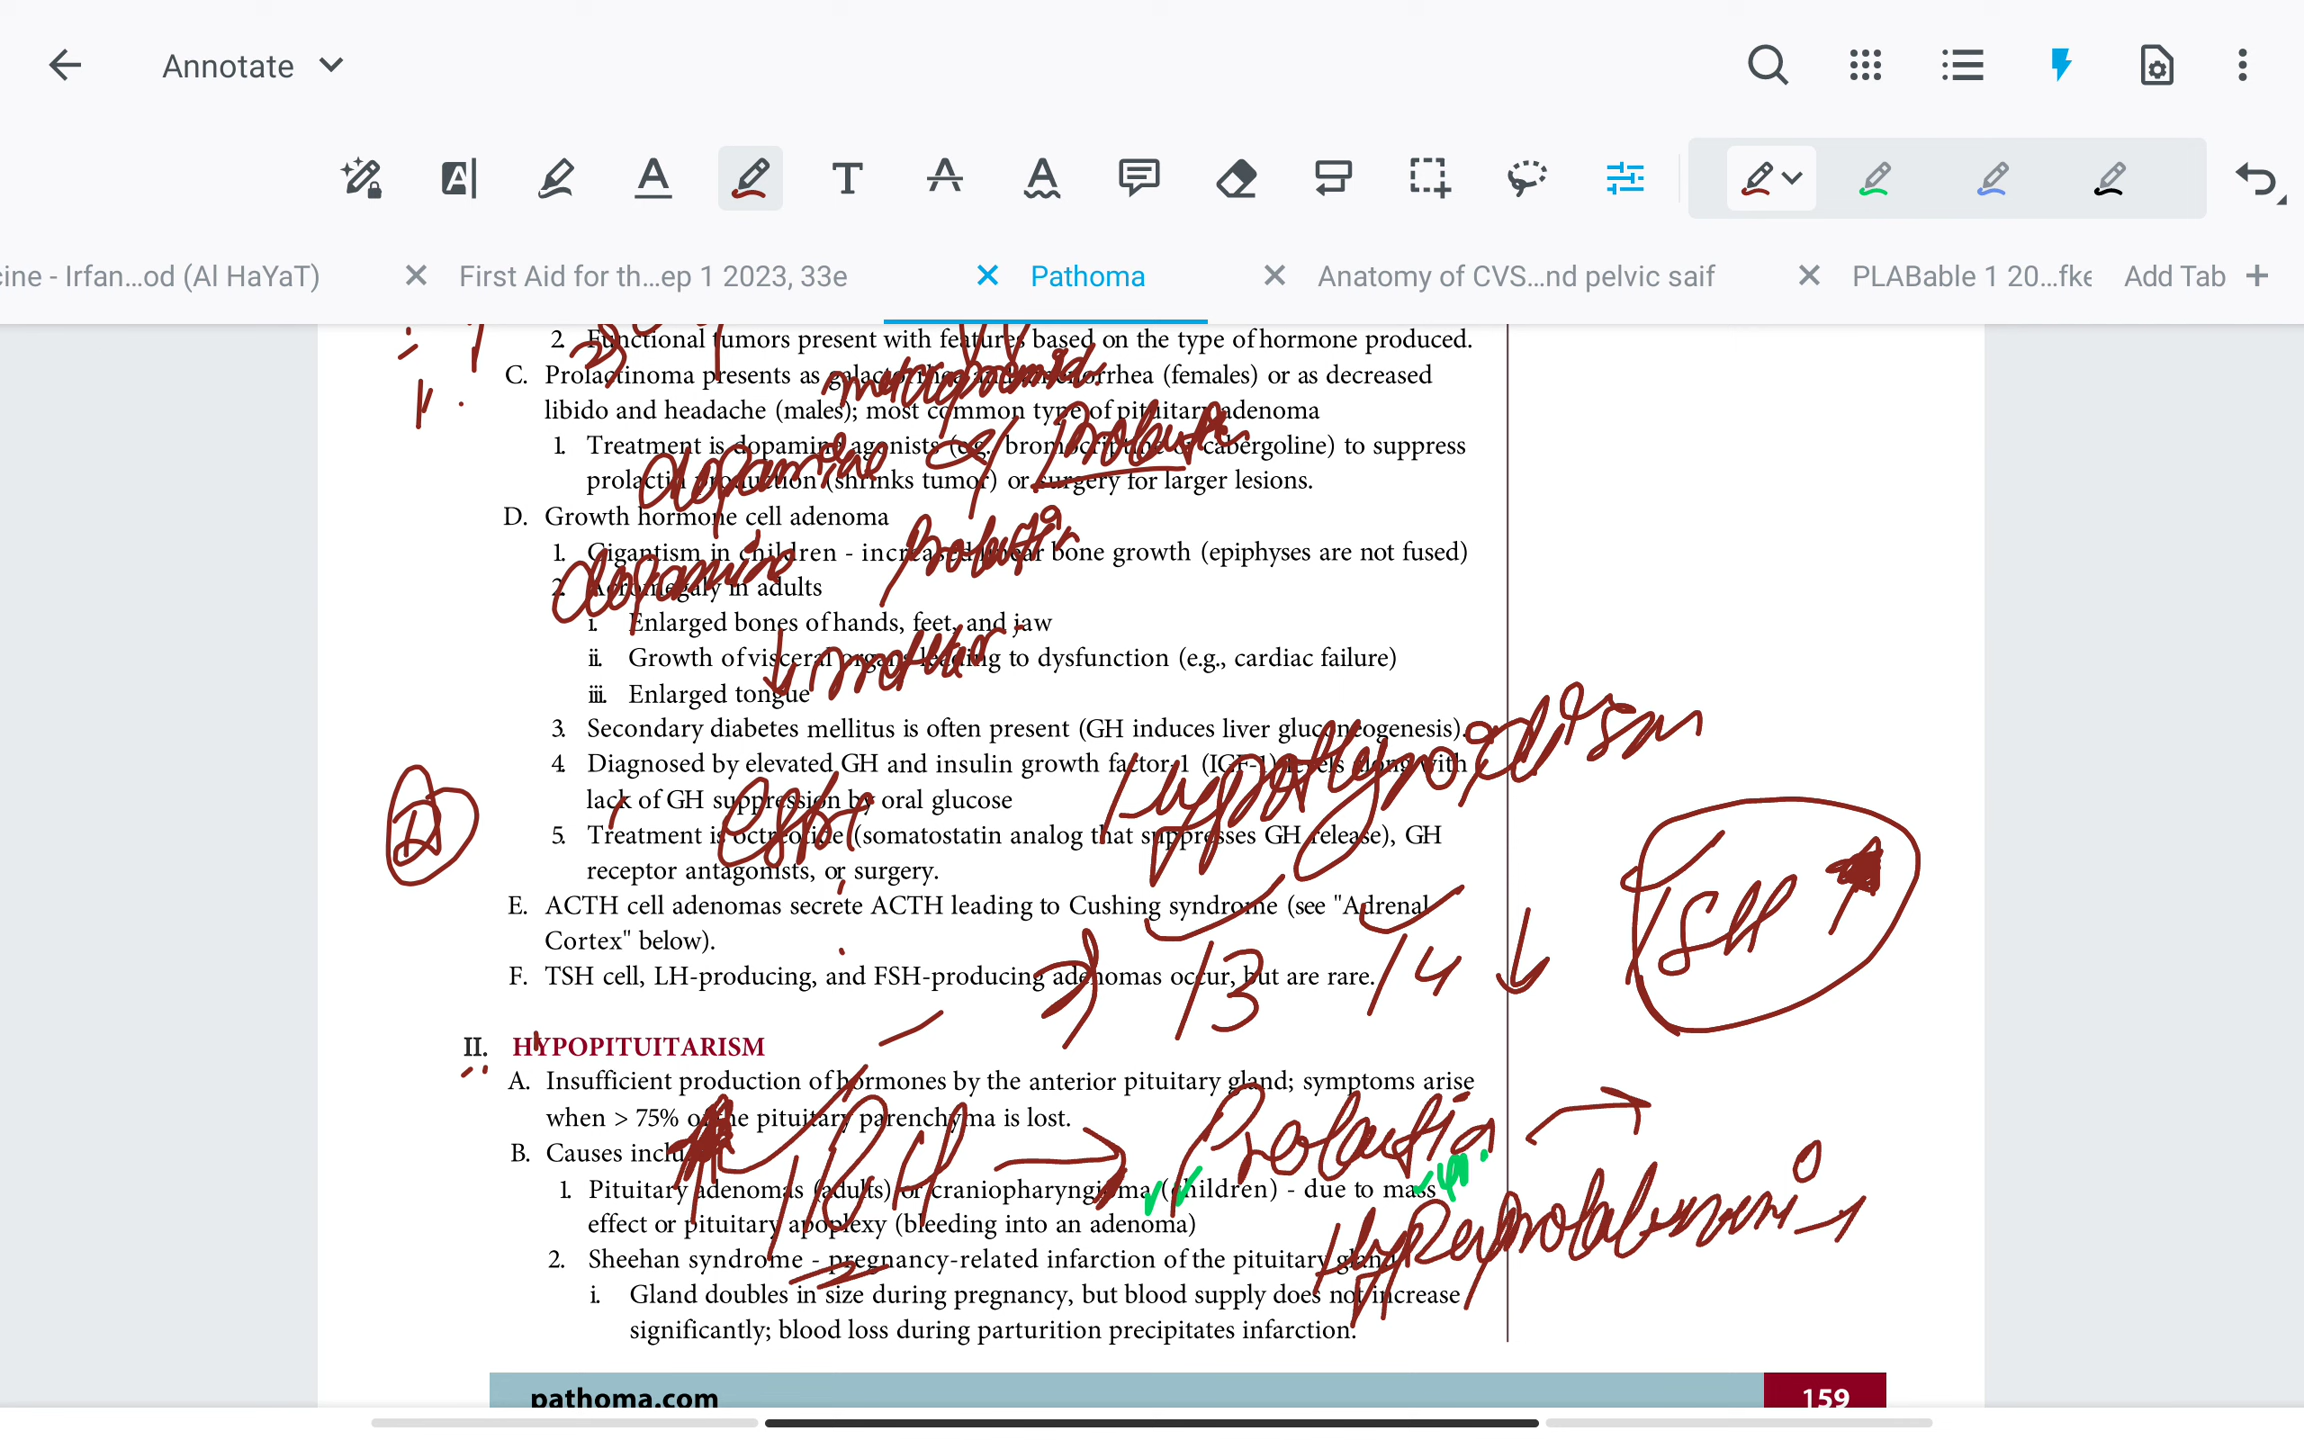 Annotate
cine - Irfan...od (Al HaYaT)
First Aid for th...ep 1 2023, 33e
Pathoma
Anatomy of CVS...nd pelvic saif
PLABable 1 20...fke
Add Tab +
2. Functional tumors present with features based on the type of hormone produced.
C. Prolactinoma presents as galactorrhea and amenorrhea (females) or as decreased
libido and headache (males); most common type of pituitary adenoma
1. Treatment is dopamine agonists (e.g., bromocriptine or cabergoline) to suppress
prolactin production (shrinks tumor) or surgery for larger lesions.
dopamine
D. Growth hormone cell adenoma
Prolactin
1. Gigantism in children - increased linear bone growth (epiphyses are not fused)
dopamine
2. Acromegaly in adults
i. Enlarged bones of hands, feet, and jaw
ii. Growth of visceral organs leading to dysfunction (e.g., cardiac failure)
iii. Enlarged tongue
Hypothyroidism
3. Secondary diabetes mellitus is often present (GH induces liver gluconeogenesis).
4. Diagnosed by elevated GH and insulin growth factor-1 (IGF-1) levels along with
lack of GH suppression by oral glucose
5. Treatment is octreotide (somatostatin analog that suppresses GH release), GH
receptor antagonists, or surgery.
TSH
E. ACTH cell adenomas secrete ACTH leading to Cushing syndrome (see "Adrenal
Cortex" below).
F. TSH cell, LH-producing, and FSH-producing adenomas occur, but are rare.
T3 T4 ↓
II. HYPOPITUITARISM
A. Insufficient production of hormones by the anterior pituitary gland; symptoms arise
when > 75% of the pituitary parenchyma is lost.
B. Causes include
TRH → Prolactin →
1. Pituitary adenomas (adults) or craniopharyngioma (children) - due to mass
effect or pituitary apoplexy (bleeding into an adenoma)
2. Sheehan syndrome - pregnancy-related infarction of the pituitary gland
i. Gland doubles in size during pregnancy, but blood supply does not increase
significantly; blood loss during parturition precipitates infarction.
pathoma.com
159